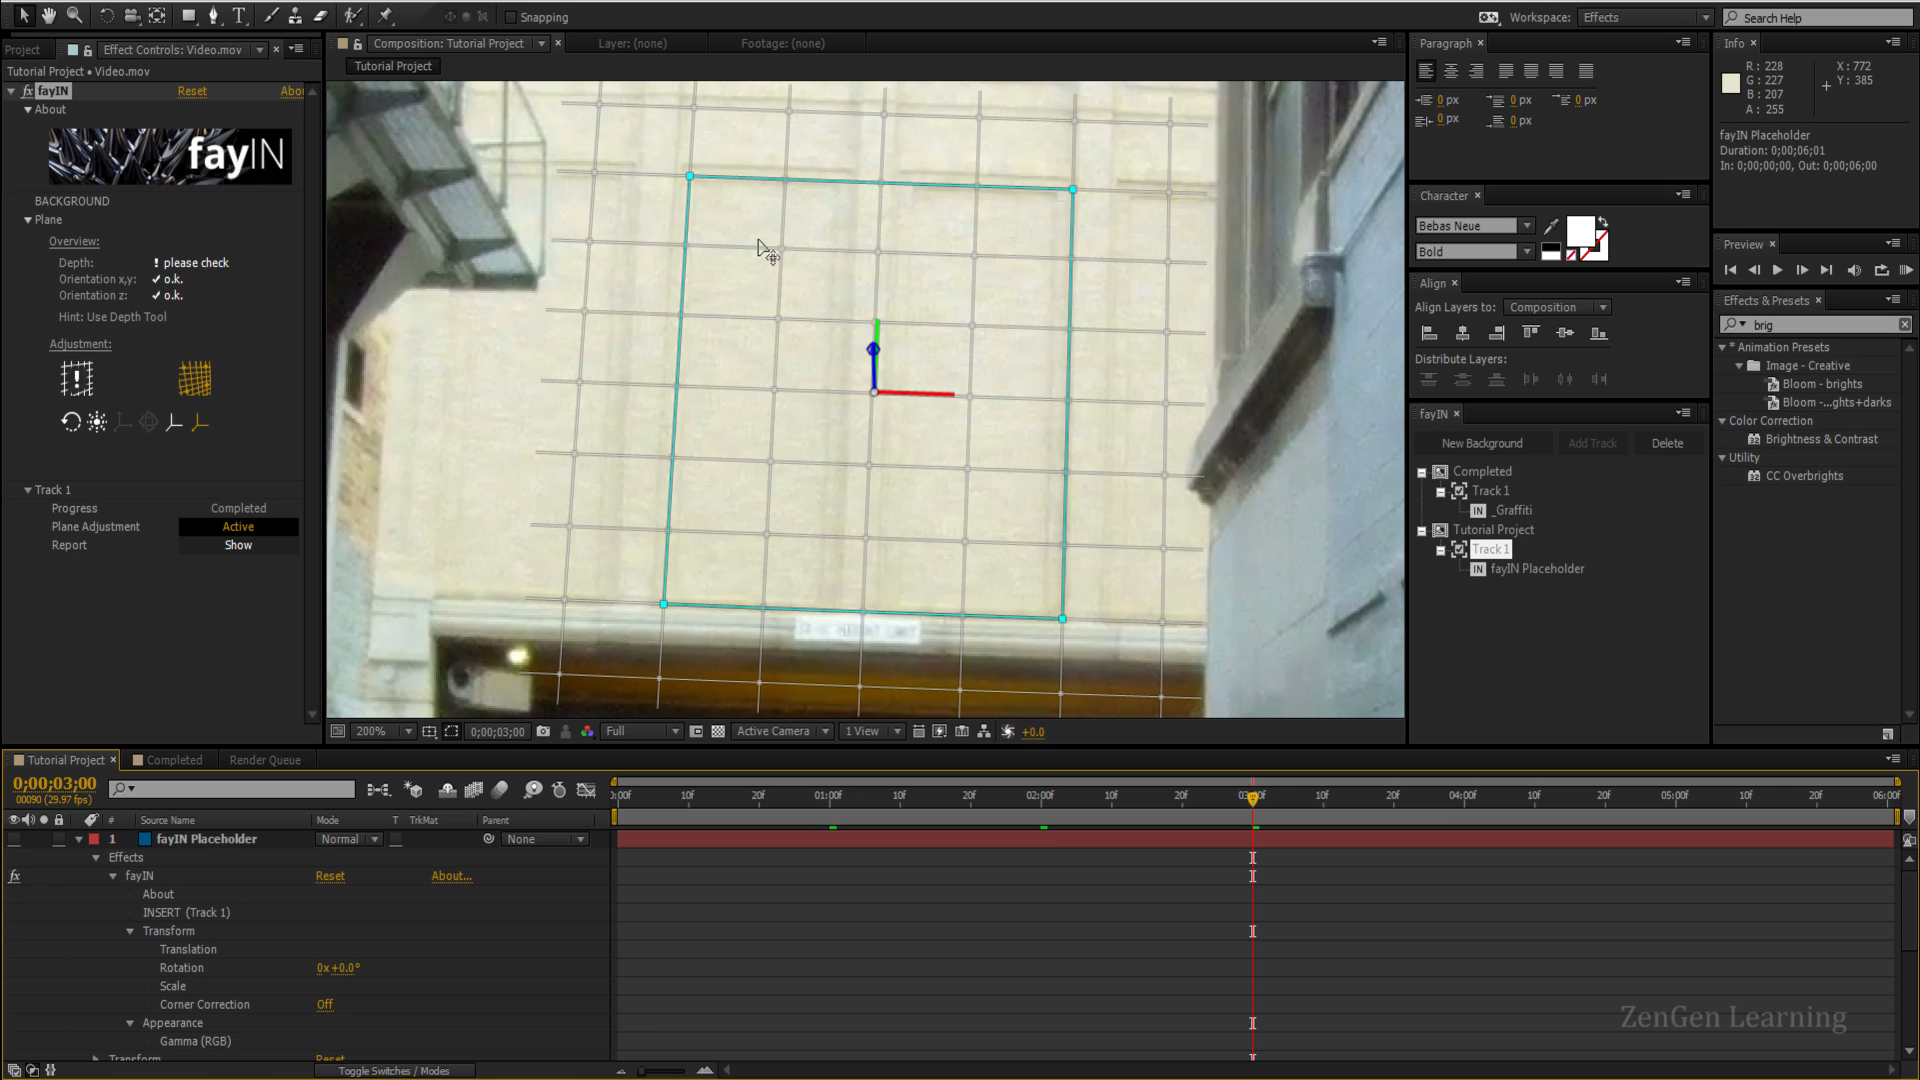 Snapping
Workspace: Effects
Search Help
Project
Effect Controls: Video.mov
Composition: Tutorial Project
Layer: (none)
Footage: (none)
Paragraph
Info
Tutorial Project
Tutorial Project • Video.mov
fx fayIN Reset Abou
About
fayIN
BACKGROUND
Plane
Overview:
Depth: ! please check
Orientation x,y: ✓ o.k.
Orientation z: ✓ o.k.
Hint: Use Depth Tool
Adjustment:
Track 1
Progress Completed
Plane Adjustment Active
Report Show
200%
0;00;03;00
Full
Active Camera
1 View
+0.0
0 px 0 px 0 px
0 px 0 px
Character
Bebas Neue
Bold
Align
Align Layers to: Composition
Distribute Layers:
fayIN
New Background Add Track Delete
Completed
Track 1
IN _Graffiti
Tutorial Project
Track 1
IN fayIN Placeholder
R: 228 X: 772
G: 227 Y: 385
B: 207
A: 255
fayIN Placeholder
Duration: 0;00;06;01
In: 0;00;00;00, Out: 0;00;06;00
Preview
Effects & Presets
brig
* Animation Presets
Image - Creative
Bloom - brights
Bloom -...ghts+darks
Color Correction
Brightness & Contrast
Utility
CC Overbrights
Tutorial Project
Completed
Render Queue
0;00;03;00
00090 (29.97 fps)
:00f 10f 20f 01:00f 10f 20f 02:00f 10f 20f 03:00f 10f 20f 04:00f 10f 20f 05:00f 10f 20f 06:00f
# Source Name Mode T TrkMat Parent
1 fayIN Placeholder Normal None
Effects
fx fayIN Reset About...
About
INSERT (Track 1)
Transform
Translation
Rotation 0x+0.0°
Scale
Corner Correction Off
Appearance
Gamma (RGB)
Transform Reset
Toggle Switches / Modes
ZenGen Learning